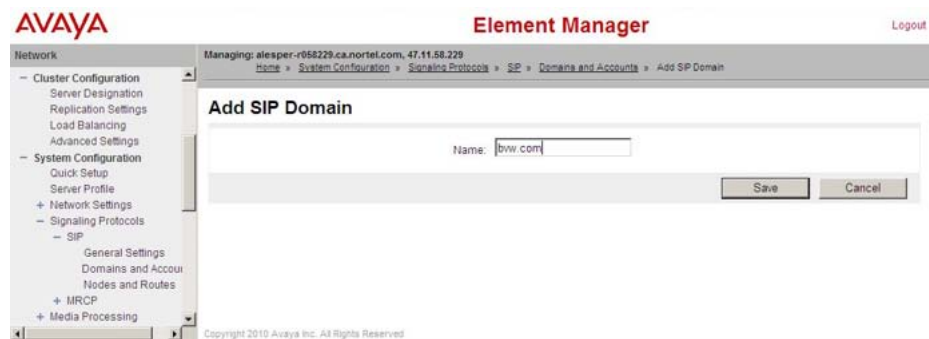 AVAYA
Element Manager
Logout
Network
− Cluster Configuration
Server Designation
Replication Settings
Load Balancing
Advanced Settings
− System Configuration
Quick Setup
Server Profile
+ Network Settings
− Signaling Protocols
− SIP
General Settings
Domains and Accou
Nodes and Routes
+ MRCP
+ Media Processing
Managing: alesper-r058229.ca.nortel.com, 47.11.58.229
Home » System Configuration » Signaling Protocols » SIP » Domains and Accounts » Add SIP Domain
Add SIP Domain
Name: bvw.com
Save Cancel
Copyright 2010 Avaya Inc. All Rights Reserved